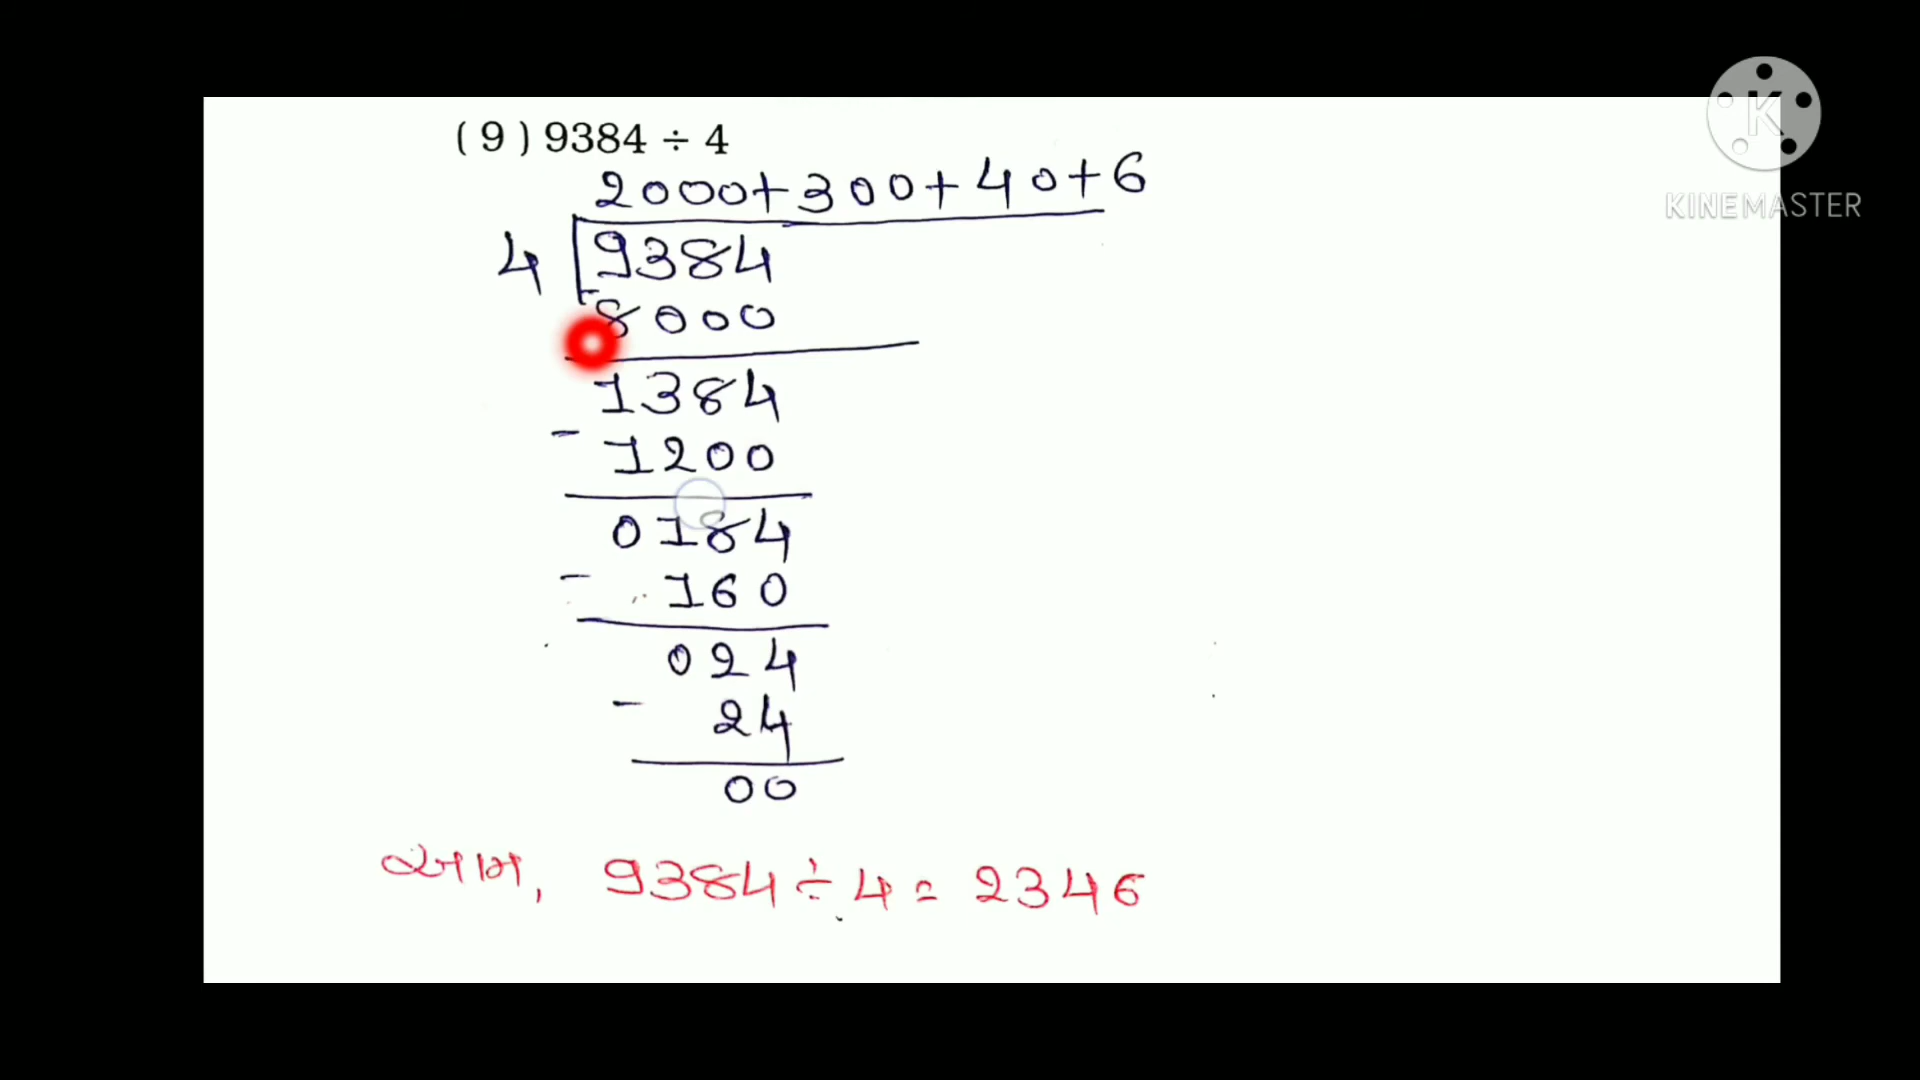 ( 9 ) 9384 ÷ 4
2000+300+40+6
4 9384
- 8000
1384
- 1200
0184
- 160
024
- 24
00
આમ, 9384 ÷ 4 = 2346
K
KINEMASTER